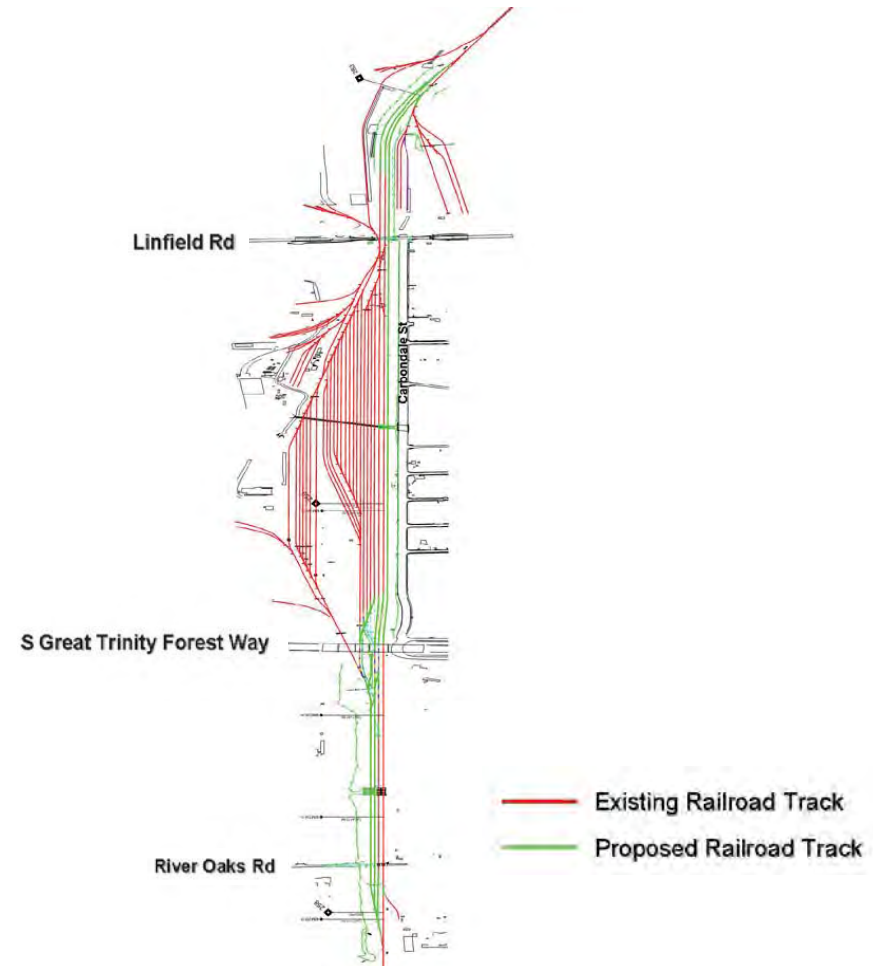 Linfield Rd
Carbondale St
S Great Trinity Forest Way
Existing Railroad Track
Proposed Railroad Track
River Oaks Rd